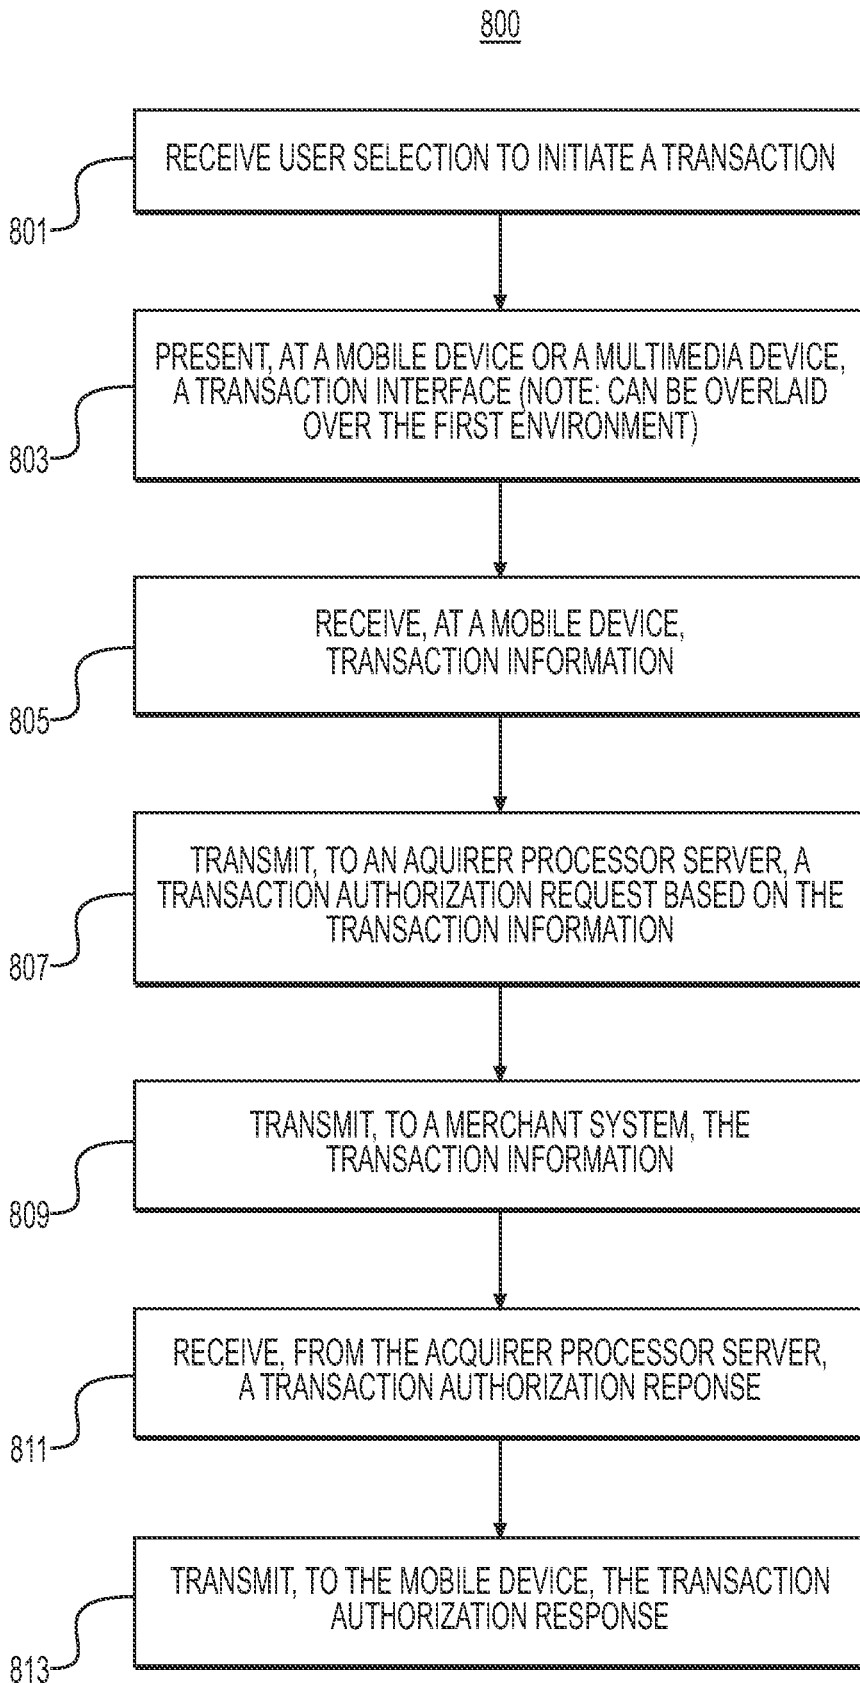 800
RECEIVE USER SELECTION TO INITIATE A TRANSACTION
801
PRESENT, AT A MOBILE DEVICE OR A MULTIMEDIA DEVICE,
A TRANSACTION INTERFACE (NOTE: CAN BE OVERLAID
OVER THE FIRST ENVIRONMENT)
803
RECEIVE, AT A MOBILE DEVICE,
TRANSACTION INFORMATION
805
TRANSMIT, TO AN AQUIRER PROCESSOR SERVER, A
TRANSACTION AUTHORIZATION REQUEST BASED ON THE
TRANSACTION INFORMATION
807
TRANSMIT, TO A MERCHANT SYSTEM, THE
TRANSACTION INFORMATION
809
RECEIVE, FROM THE ACQUIRER PROCESSOR SERVER,
A TRANSACTION AUTHORIZATION REPONSE
811
TRANSMIT, TO THE MOBILE DEVICE, THE TRANSACTION
AUTHORIZATION RESPONSE
813